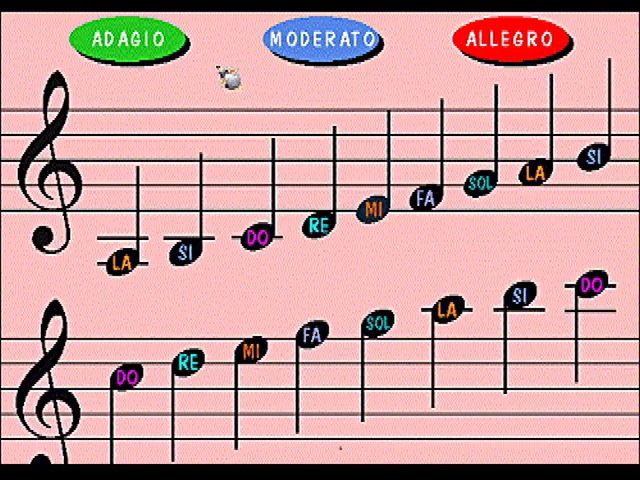 ADAGIO MODERATO ALLEGRO
LA SI DO RE MI FA SOL LA SI
DO RE MI FA SOL LA SI DO